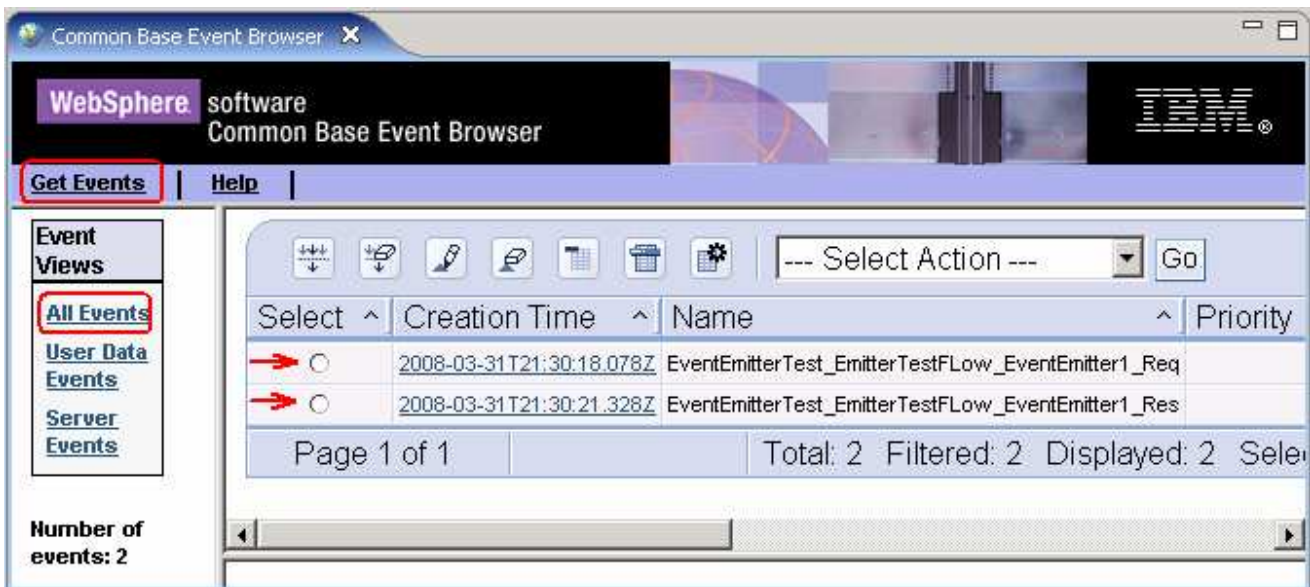 Common Base Event Browser
WebSphere software
Common Base Event Browser
IBM®
Get Events | Help |
Event
Views
All Events
User Data
Events
Server
Events
Number of
events: 2
--- Select Action --- Go
Select Creation Time Name Priority
2008-03-31T21:30:18.078Z EventEmitterTest_EmitterTestFLow_EventEmitter1_Req
2008-03-31T21:30:21.328Z EventEmitterTest_EmitterTestFLow_EventEmitter1_Res
Page 1 of 1 Total: 2 Filtered: 2 Displayed: 2 Sele